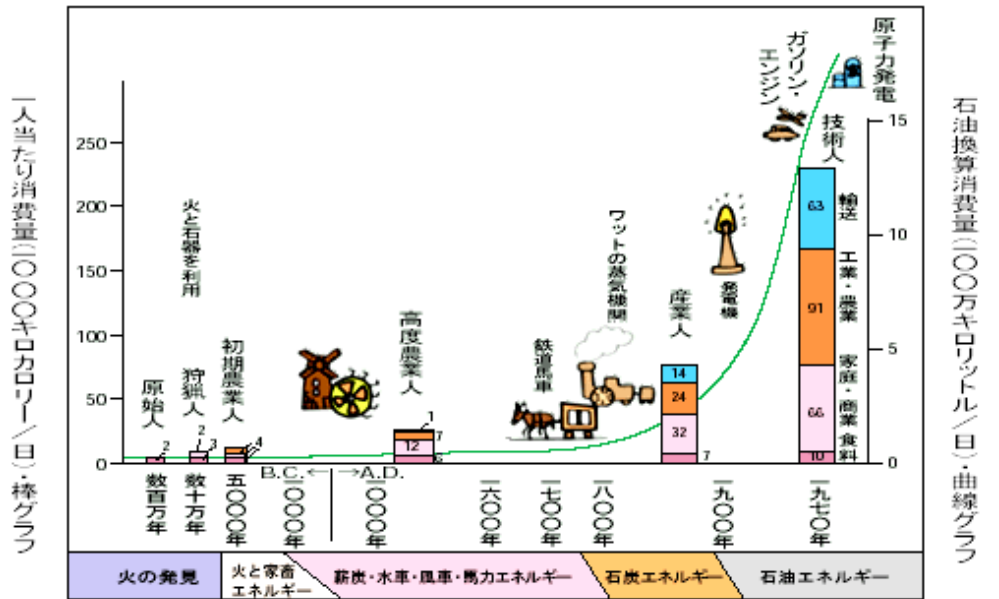 一人当たり消費量(一〇〇〇キロカロリー/日)・棒グラフ
250
200
150
100
50
0
原始人
2
狩猟人
2
3
火と石器を利用
初期農業人
4
高度農業人
1
7
12
6
鉄道馬車
ワットの蒸気機関
産業人
14
24
32
7
発電機
ガソリン・
エンジン
原子力発電
技術人
63
91
66
10
輸送
工業・農業
家庭・商業
食料
15
10
5
0
石油換算消費量(一〇〇万キロリットル/日)・曲線グラフ
B.C.←
→A.D.
数百万年
数十万年
五〇〇〇年
一〇〇〇年
一〇〇〇年
一六〇〇年
一七〇〇年
一八〇〇年
一九〇〇年
一九七〇年
火の発見
火と家畜
エネルギー
薪炭・水車・風車・馬力エネルギー
石炭エネルギー
石油エネルギー